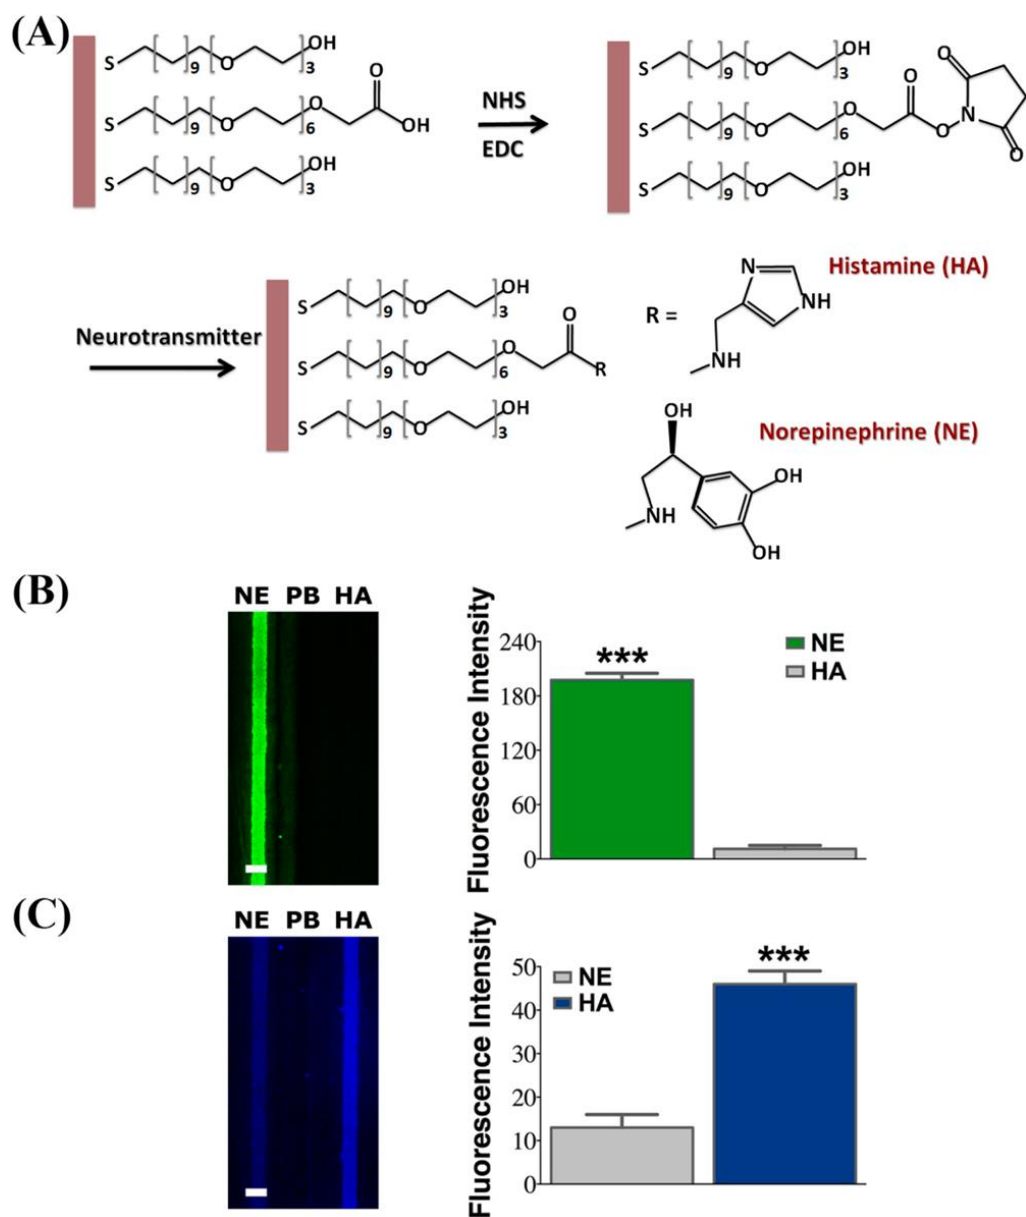 (A)
S [ ]9 [ O ]3 OH
S [ ]9 [ O ]6 O O OH
S [ ]9 [ O ]3 OH
NHS
EDC
S [ ]9 [ O ]3 OH
S [ ]9 [ O ]6 O O O N O O
S [ ]9 [ O ]3 OH
Neurotransmitter
S [ ]9 [ O ]3 OH
S [ ]9 [ O ]6 O O R
S [ ]9 [ O ]3 OH
R =
N
NH
NH
Histamine (HA)
OH
NH
OH
OH
Norepinephrine (NE)
(B)
NE PB HA
Fluorescence Intensity
240
180
120
60
0
***
NE
HA
(C)
NE PB HA
Fluorescence Intensity
50
40
30
20
10
0
***
NE
HA